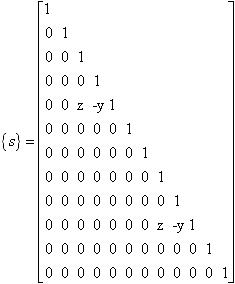 1
0 1
0 0 1
0 0 0 1
{s} = 0 0 z -y 1
0 0 0 0 0 1
0 0 0 0 0 0 1
0 0 0 0 0 0 0 1
0 0 0 0 0 0 0 0 1
0 0 0 0 0 0 0 z -y 1
0 0 0 0 0 0 0 0 0 0 1
0 0 0 0 0 0 0 0 0 0 0 1